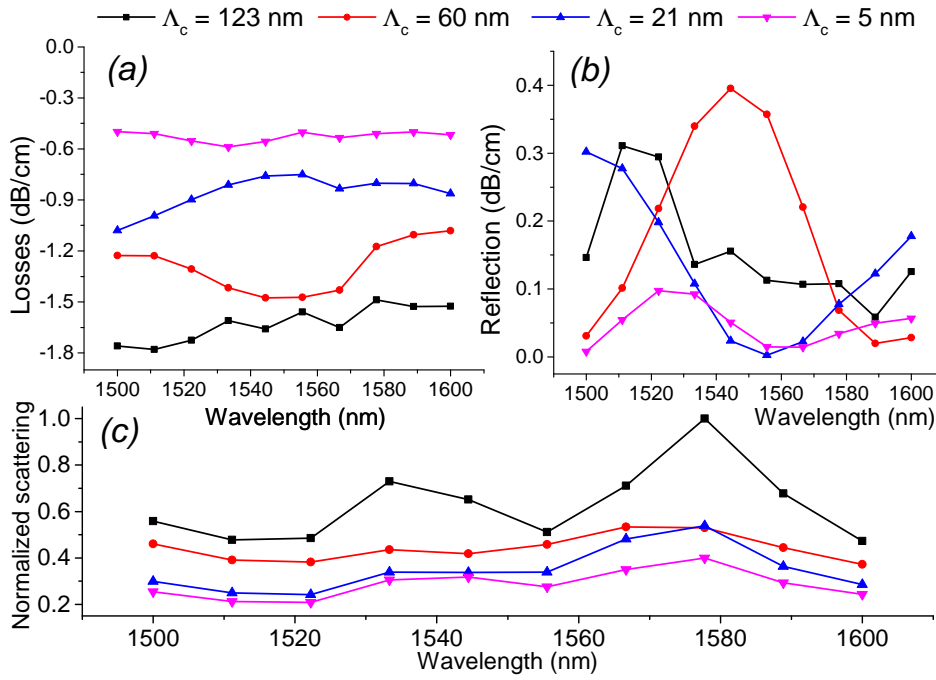 Λc = 123 nm Λc = 60 nm Λc = 21 nm Λc = 5 nm
(a)
Losses (dB/cm)
0.0
-0.3
-0.6
-0.9
-1.2
-1.5
-1.8
1500 1520 1540 1560 1580 1600
Wavelength (nm)
(b)
Reflection (dB/cm)
0.4
0.3
0.2
0.1
0.0
1500 1520 1540 1560 1580 1600
Wavelength (nm)
(c)
Normalized scattering
1.0
0.8
0.6
0.4
0.2
1500 1520 1540 1560 1580 1600
Wavelength (nm)